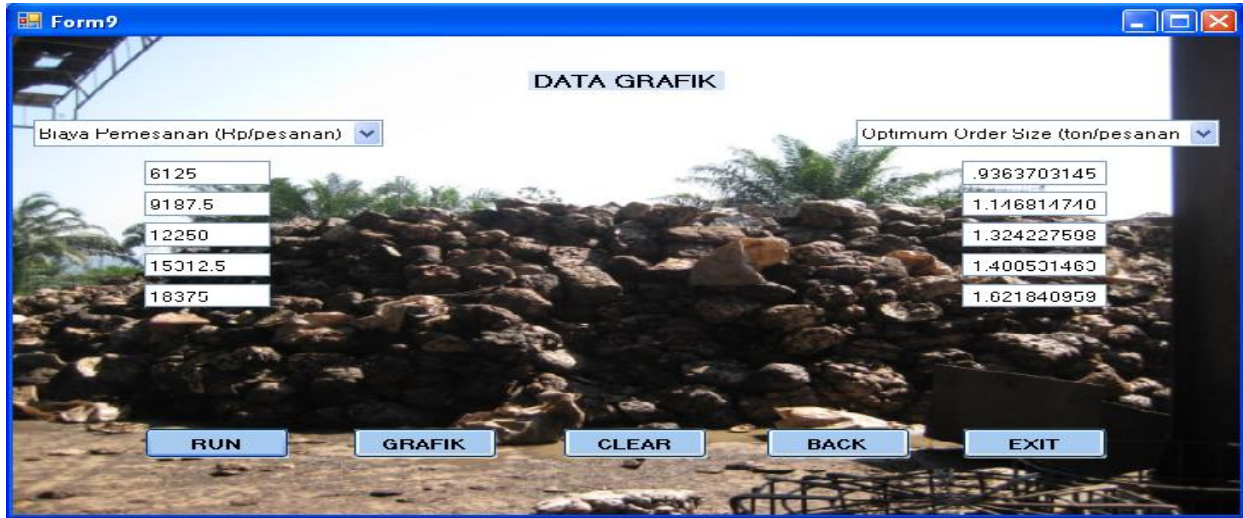 Form9
DATA GRAFIK
Biaya Pemesanan (Rp/pesanan) Optimum Order Size (ton/pesanan
6125 .9363703145
9187.5 1.146814740
12250 1.324227598
15312.5 1.480531463
18375 1.621840959
RUN GRAFIK CLEAR BACK EXIT